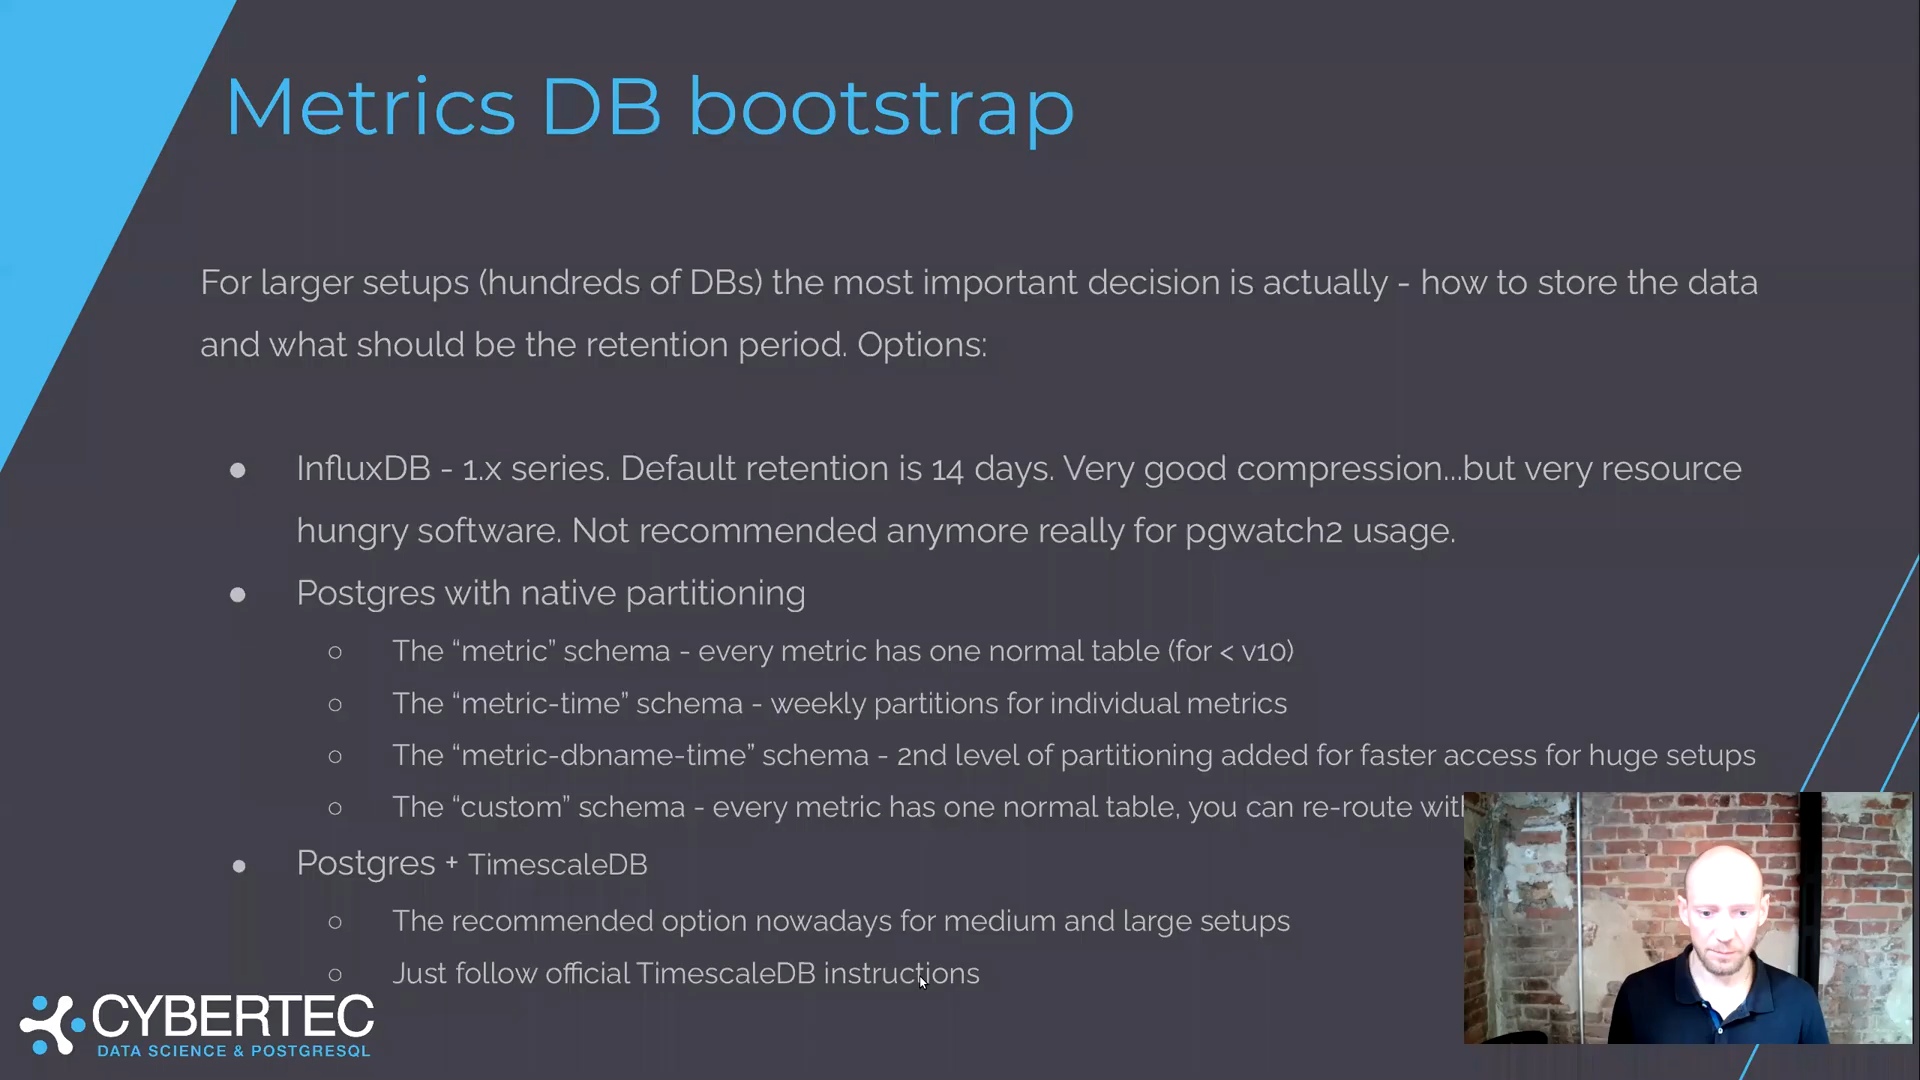 Metrics DB bootstrap
For larger setups (hundreds of DBs) the most important decision is actually - how to store the data
and what should be the retention period. Options:
● InfluxDB - 1.x series. Default retention is 14 days. Very good compression...but very resource
hungry software. Not recommended anymore really for pgwatch2 usage.
● Postgres with native partitioning
○ The “metric” schema - every metric has one normal table (for < v10)
○ The “metric-time” schema - weekly partitions for individual metrics
○ The “metric-dbname-time” schema - 2nd level of partitioning added for faster access for huge setups
○ The “custom” schema - every metric has one normal table, you can re-route
● Postgres + TimescaleDB
○ The recommended option nowadays for medium and large setups
○ Just follow official TimescaleDB instructions
CYBERTEC
DATA SCIENCE & POSTGRESQL